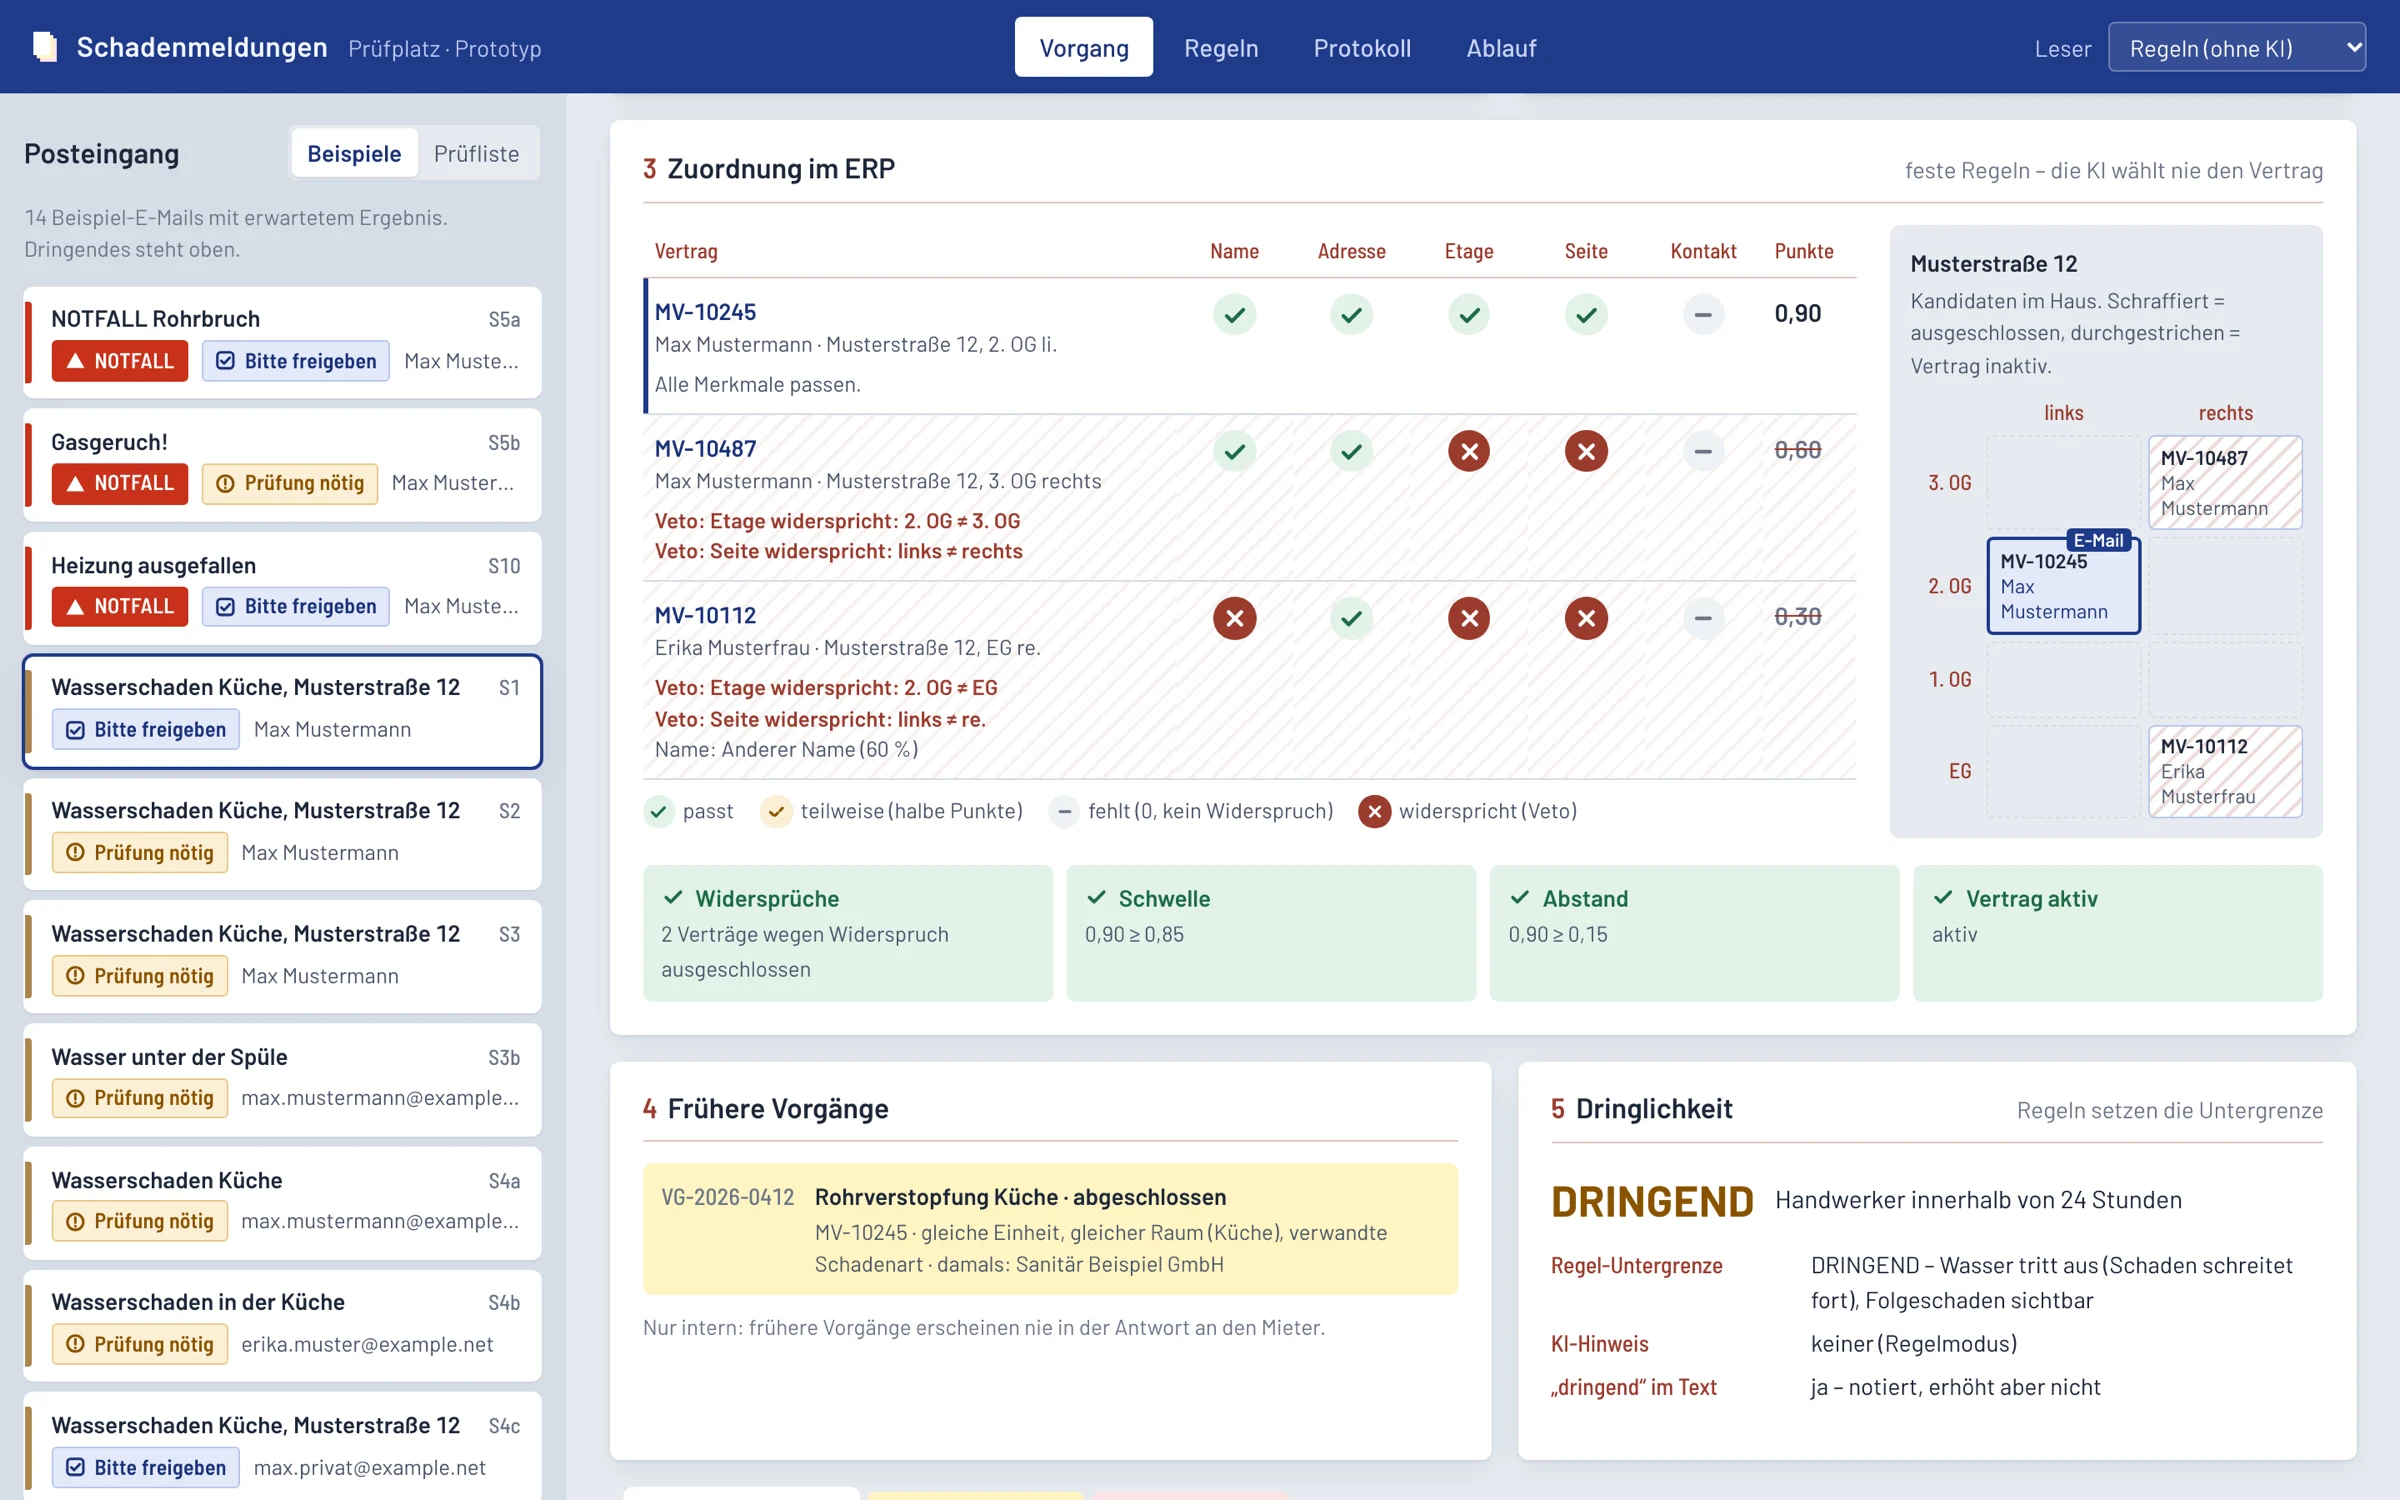 Schadenmeldungen Prüfplatz · Prototyp
Vorgang Regeln Protokoll Ablauf
Leser Regeln (ohne KI)
Posteingang
Beispiele Prüfliste
14 Beispiel-E-Mails mit erwartetem Ergebnis.
Dringendes steht oben.
NOTFALL Rohrbruch S5a
NOTFALL Bitte freigeben Max Muste...
Gasgeruch! S5b
NOTFALL Prüfung nötig Max Muster...
Heizung ausgefallen S10
NOTFALL Bitte freigeben Max Muste...
Wasserschaden Küche, Musterstraße 12 S1
Bitte freigeben Max Mustermann
Wasserschaden Küche, Musterstraße 12 S2
Prüfung nötig Max Mustermann
Wasserschaden Küche, Musterstraße 12 S3
Prüfung nötig Max Mustermann
Wasser unter der Spüle S3b
Prüfung nötig max.mustermann@example...
Wasserschaden Küche S4a
Prüfung nötig max.mustermann@example...
Wasserschaden in der Küche S4b
Prüfung nötig erika.muster@example.net
Wasserschaden Küche, Musterstraße 12 S4c
Bitte freigeben max.privat@example.net
3 Zuordnung im ERP
feste Regeln – die KI wählt nie den Vertrag
Vertrag Name Adresse Etage Seite Kontakt Punkte
MV-10245 0,90
Max Mustermann · Musterstraße 12, 2. OG li.
Alle Merkmale passen.
MV-10487 0,60
Max Mustermann · Musterstraße 12, 3. OG rechts
Veto: Etage widerspricht: 2. OG ≠ 3. OG
Veto: Seite widerspricht: links ≠ rechts
MV-10112 0,30
Erika Musterfrau · Musterstraße 12, EG re.
Veto: Etage widerspricht: 2. OG ≠ EG
Veto: Seite widerspricht: links ≠ re.
Name: Anderer Name (60 %)
passt teilweise (halbe Punkte) fehlt (0, kein Widerspruch) widerspricht (Veto)
Musterstraße 12
Kandidaten im Haus. Schraffiert =
ausgeschlossen, durchgestrichen =
Vertrag inaktiv.
links rechts
3. OG
MV-10487
Max
Mustermann
2. OG
E-Mail
MV-10245
Max
Mustermann
1. OG
EG
MV-10112
Erika
Musterfrau
Widersprüche
2 Verträge wegen Widerspruch
ausgeschlossen
Schwelle
0,90 ≥ 0,85
Abstand
0,90 ≥ 0,15
Vertrag aktiv
aktiv
4 Frühere Vorgänge
VG-2026-0412 Rohrverstopfung Küche · abgeschlossen
MV-10245 · gleiche Einheit, gleicher Raum (Küche), verwandte
Schadenart · damals: Sanitär Beispiel GmbH
Nur intern: frühere Vorgänge erscheinen nie in der Antwort an den Mieter.
5 Dringlichkeit
Regeln setzen die Untergrenze
DRINGEND Handwerker innerhalb von 24 Stunden
Regel-Untergrenze DRINGEND – Wasser tritt aus (Schaden schreitet
fort), Folgeschaden sichtbar
KI-Hinweis keiner (Regelmodus)
„dringend“ im Text ja – notiert, erhöht aber nicht